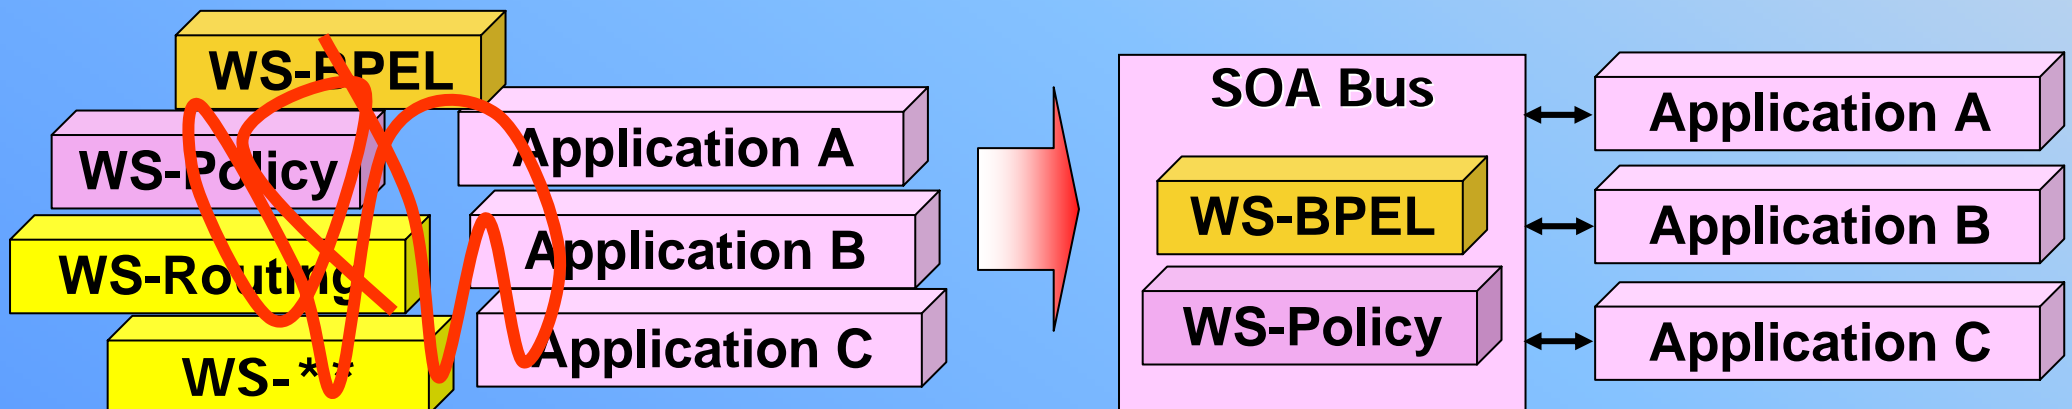 WS-BPEL
WS-Policy
WS-Routing
WS-**
Application A
Application B
Application C
SOA Bus
WS-BPEL
WS-Policy
Application A
Application B
Application C